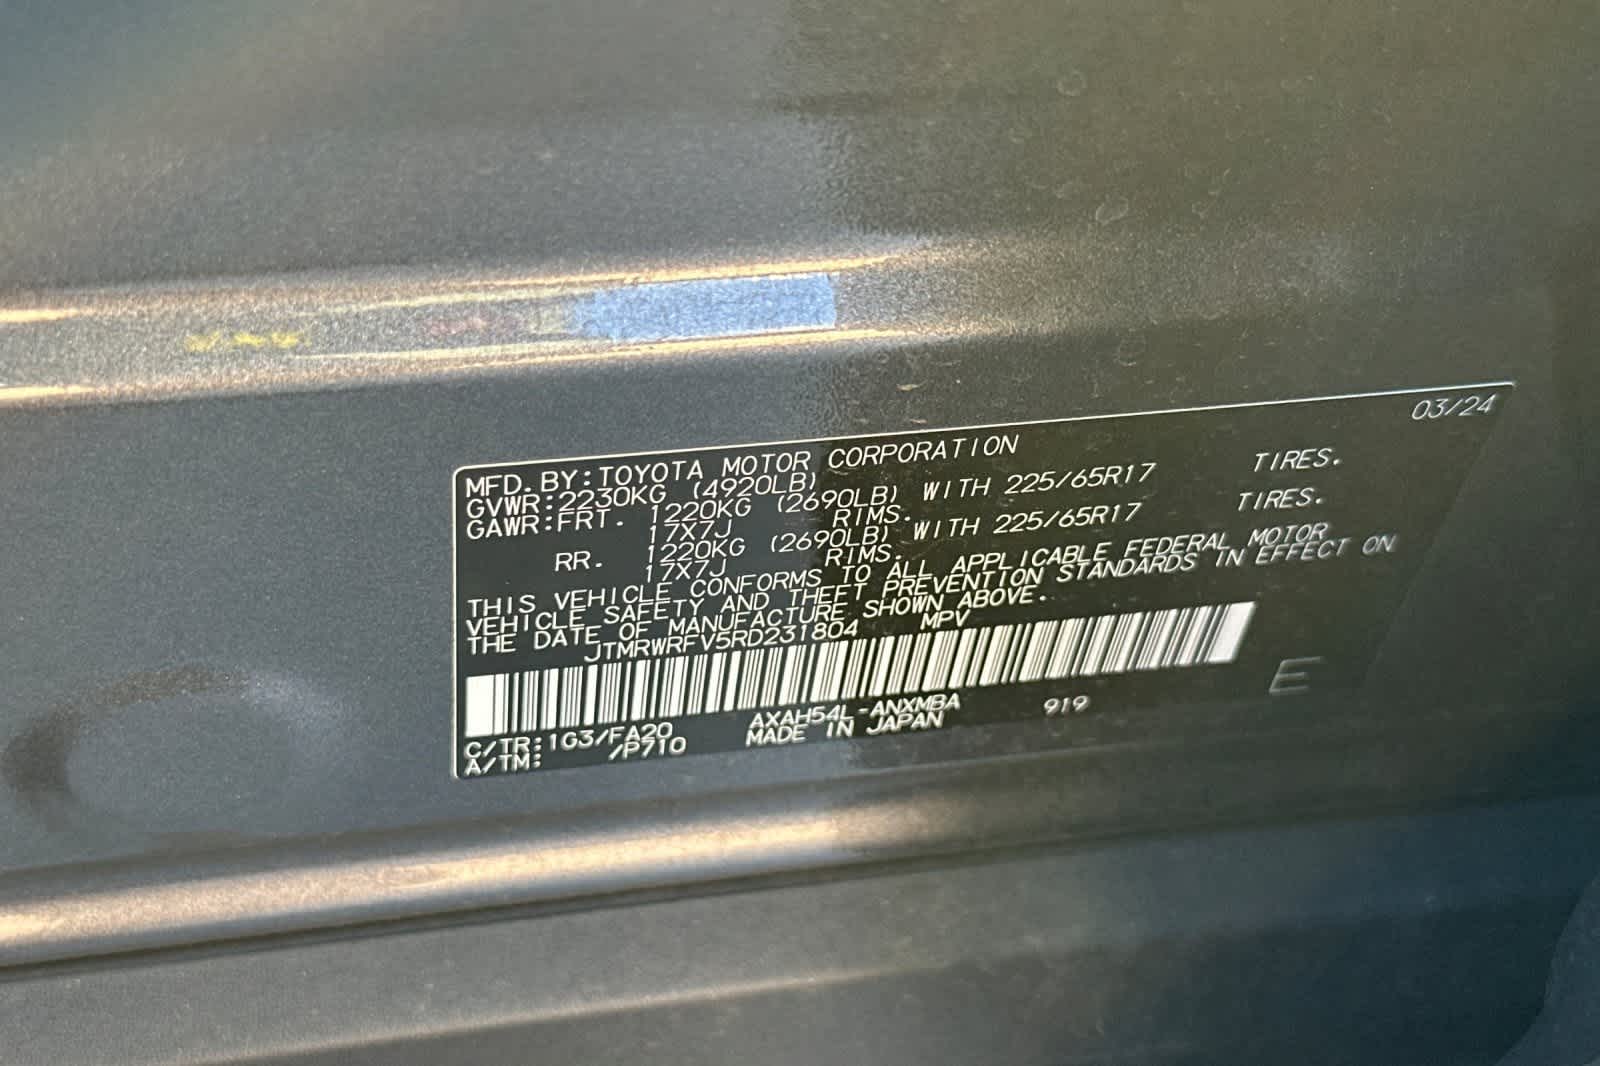 03/24
MFD. BY: TOYOTA MOTOR CORPORATION
GVWR: 2230KG (4920LB)
GAWR: FRT. 1220KG (2690LB) WITH 225/65R17 TIRES.
17X7J RIMS.
RR. 1220KG (2690LB) WITH 225/65R17 TIRES.
17X7J RIMS.
THIS VEHICLE CONFORMS TO ALL APPLICABLE FEDERAL MOTOR
VEHICLE SAFETY AND THEFT PREVENTION STANDARDS IN EFFECT ON
THE DATE OF MANUFACTURE SHOWN ABOVE.
JTMRWRFV5RD231804 MPV
C/TR: 1G3/FA20 AXAH54L-ANXMBA 919 E
A/TM: /P710 MADE IN JAPAN